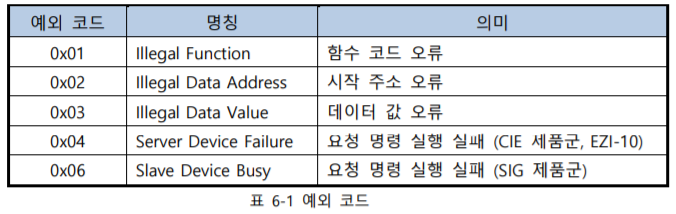 예외 코드 명칭 의미
0x01 Illegal Function 함수 코드 오류
0x02 Illegal Data Address 시작 주소 오류
0x03 Illegal Data Value 데이터 값 오류
0x04 Server Device Failure 요청 명령 실행 실패 (CIE 세품군, EZI-10)
0x06 Slave Device Busy 요청 명령 실행 실패 (SIG 제품군)
표 6-1 예외 코드